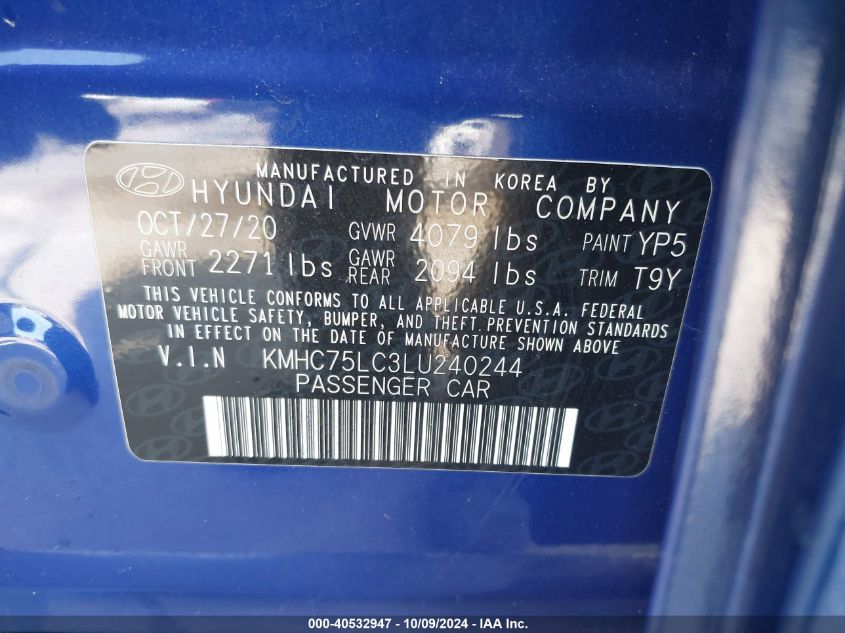 MANUFACTURED IN KOREA BY
HYUNDAI MOTOR COMPANY
OCT/27/20 GVWR 4079 lbs PAINT YP5
GAWR FRONT 2271 lbs GAWR REAR 2094 lbs TRIM T9Y
THIS VEHICLE CONFORMS TO ALL APPLICABLE U.S.A. FEDERAL
MOTOR VEHICLE SAFETY, BUMPER, AND THEFT PREVENTION STANDARDS
IN EFFECT ON THE DATE OF MANUFACTURE SHOWN ABOVE
V.I.N KMHC75LC3LU240244
PASSENGER CAR
000-40532947 - 10/09/2024 - IAA Inc.